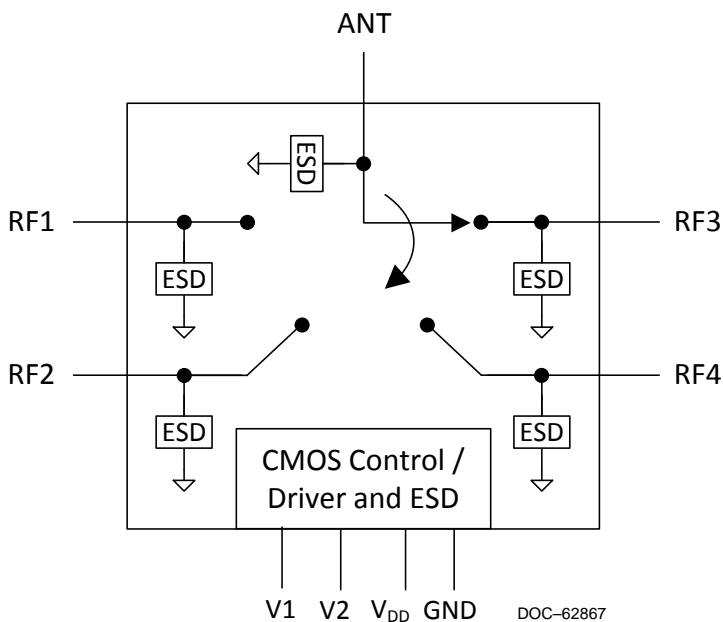 ANT
ESD
RF1
RF3
ESD
ESD
RF2
RF4
ESD
ESD
CMOS Control /
Driver and ESD
V1 V2 VDD GND
DOC–62867